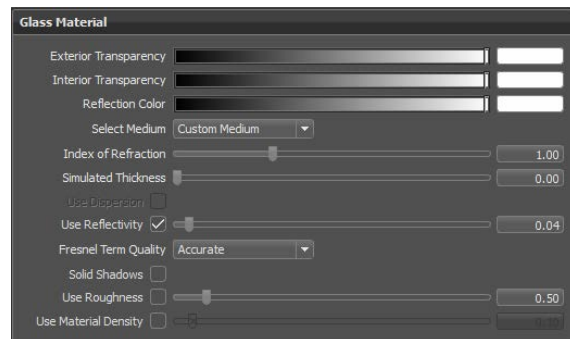 Glass Material
Exterior Transparency
Interior Transparency
Reflection Color
Select Medium Custom Medium
Index of Refraction 1.00
Simulated Thickness 0.00
Use Dispersion
Use Reflectivity 0.04
Fresnel Term Quality Accurate
Solid Shadows
Use Roughness 0.50
Use Material Density 0.10